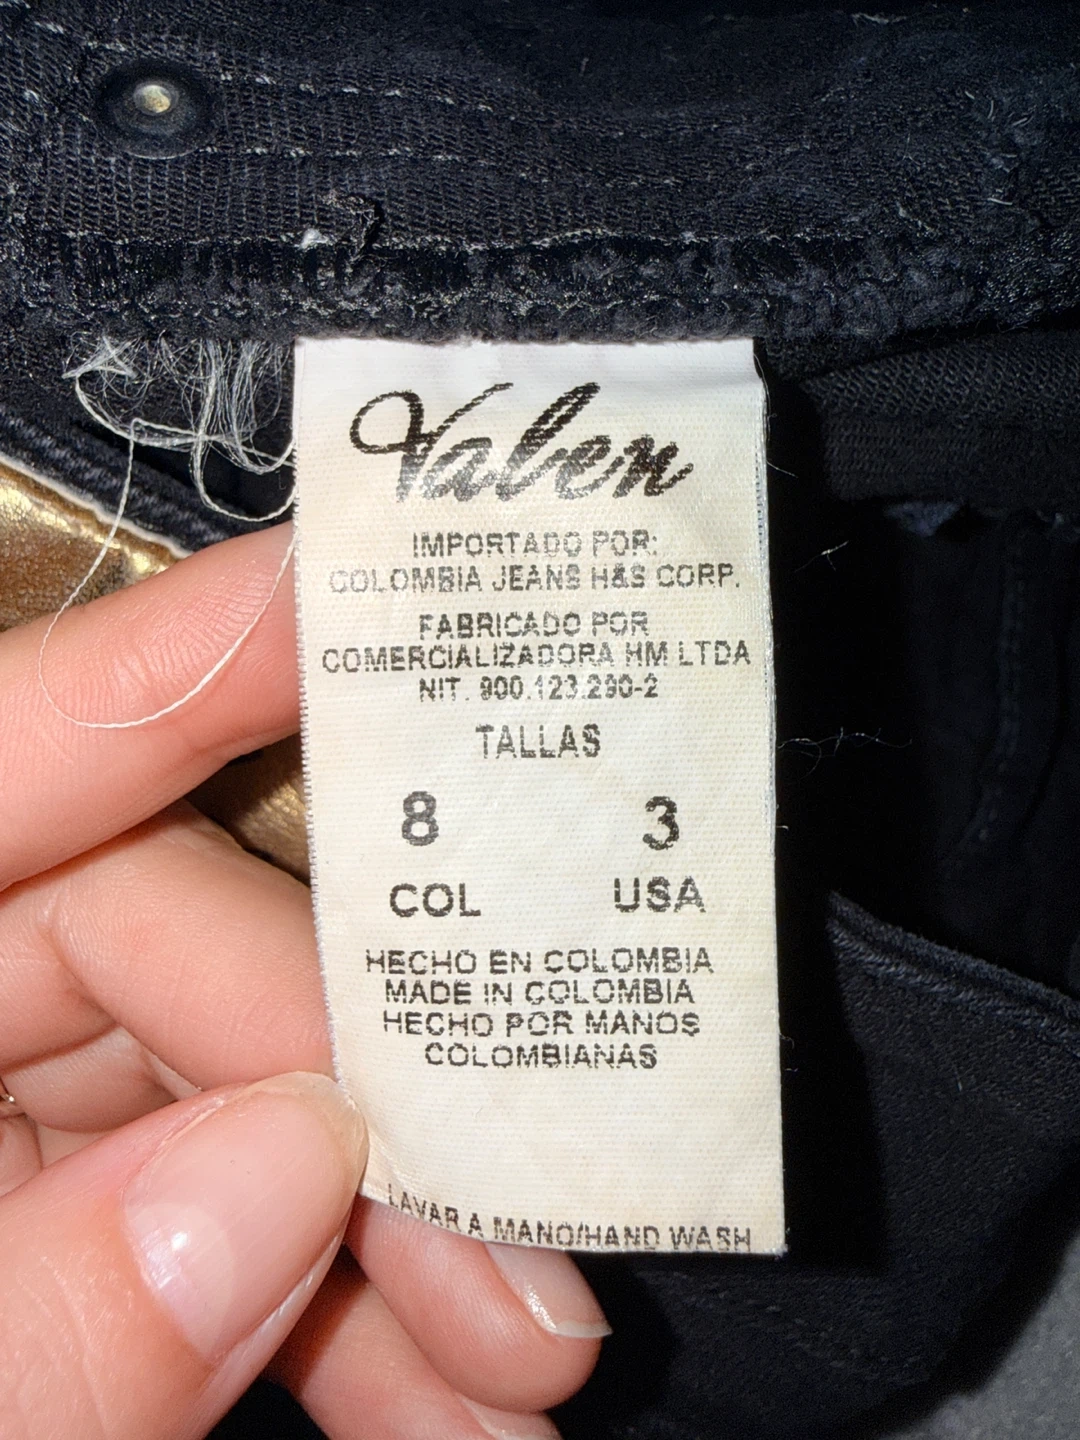 Valen
IMPORTADO POR:
COLOMBIA JEANS H&S CORP.
FABRICADO POR
COMERCIALIZADORA HM LTDA
NIT. 900.123.290-2
TALLAS
8 3
COL USA
HECHO EN COLOMBIA
MADE IN COLOMBIA
HECHO POR MANOS
COLOMBIANAS
LAVAR A MANO/HAND WASH